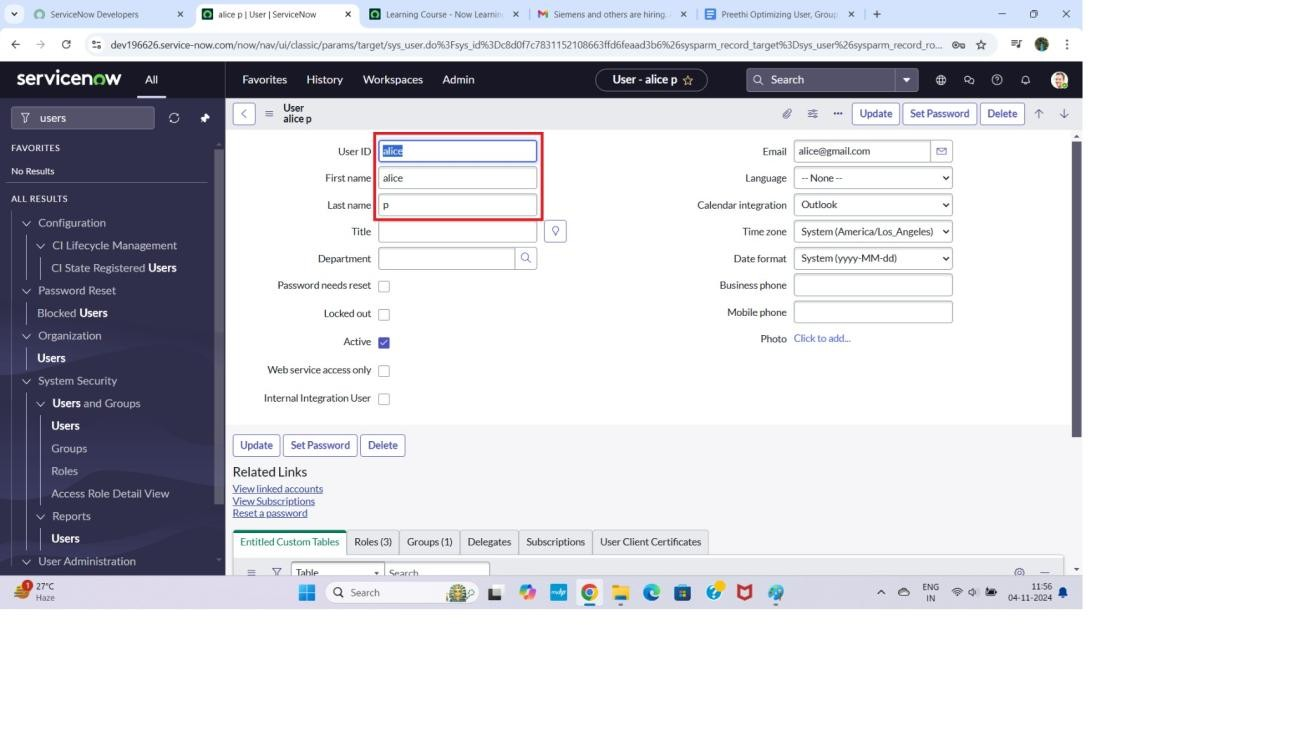 ServiceNow Developers
alice p | User | ServiceNow
Learning Course - Now Learnin
Siemens and others are hiring.
Preethi Optimizing User, Group
dev196626.service-now.com/now/nav/ui/classic/params/target/sys_user.do%3Fsys_id%3Dc8d0f7c7831152108663ffd6feaad3b6%26sysparm_record_target%3Dsys_user%26sysparm_record_ro...
servicenow All Favorites History Workspaces Admin User - alice p Search
users
FAVORITES
No Results
ALL RESULTS
Configuration
CI Lifecycle Management
CI State Registered Users
Password Reset
Blocked Users
Organization
Users
System Security
Users and Groups
Users
Groups
Roles
Access Role Detail View
Reports
Users
User Administration
User
alice p
Update Set Password Delete
User ID alice
First name alice
Last name p
Title
Department
Password needs reset
Locked out
Active
Web service access only
Internal Integration User
Email alice@gmail.com
Language -- None --
Calendar integration Outlook
Time zone System (America/Los_Angeles)
Date format System (yyyy-MM-dd)
Business phone
Mobile phone
Photo Click to add...
Update Set Password Delete
Related Links
View linked accounts
View Subscriptions
Reset a password
Entitled Custom Tables Roles (3) Groups (1) Delegates Subscriptions User Client Certificates
Table Search
1
27°C
Haze
Search
ENG
IN
11:56
04-11-2024